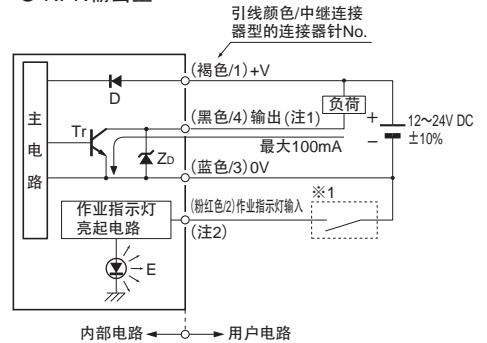 引线颜色/中继连接
器型的连接器针No.
(褐色/1)+V
D
负荷
主电路
Tr
(黑色/4)输出(注1)
+
12～24V DC
±10%
−
最大100mA
ZD
(蓝色/3)0V
作业指示灯
亮起电路
(粉红色/2)作业指示灯输入
(注2)
※1
E
内部电路
用户电路